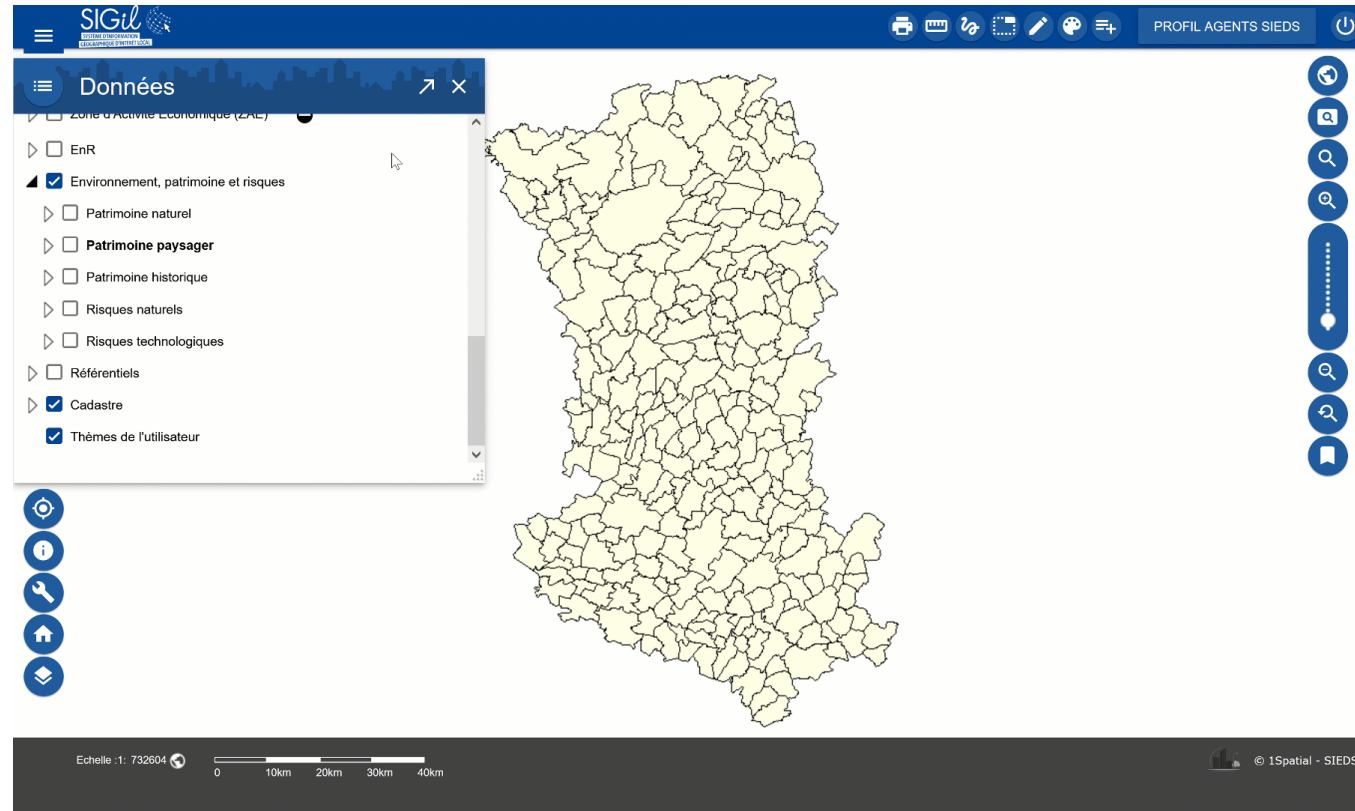 SIGil
SYSTÈME D'INFORMATION
GÉOGRAPHIQUE D'INTÉRÊT LOCAL
PROFIL AGENTS SIEDS
Données
Zone d'Activité Économique (ZAE)
EnR
Environnement, patrimoine et risques
Patrimoine naturel
Patrimoine paysager
Patrimoine historique
Risques naturels
Risques technologiques
Référentiels
Cadastre
Thèmes de l'utilisateur
Echelle :1: 732604
0 10km 20km 30km 40km
© 1Spatial - SIEDS